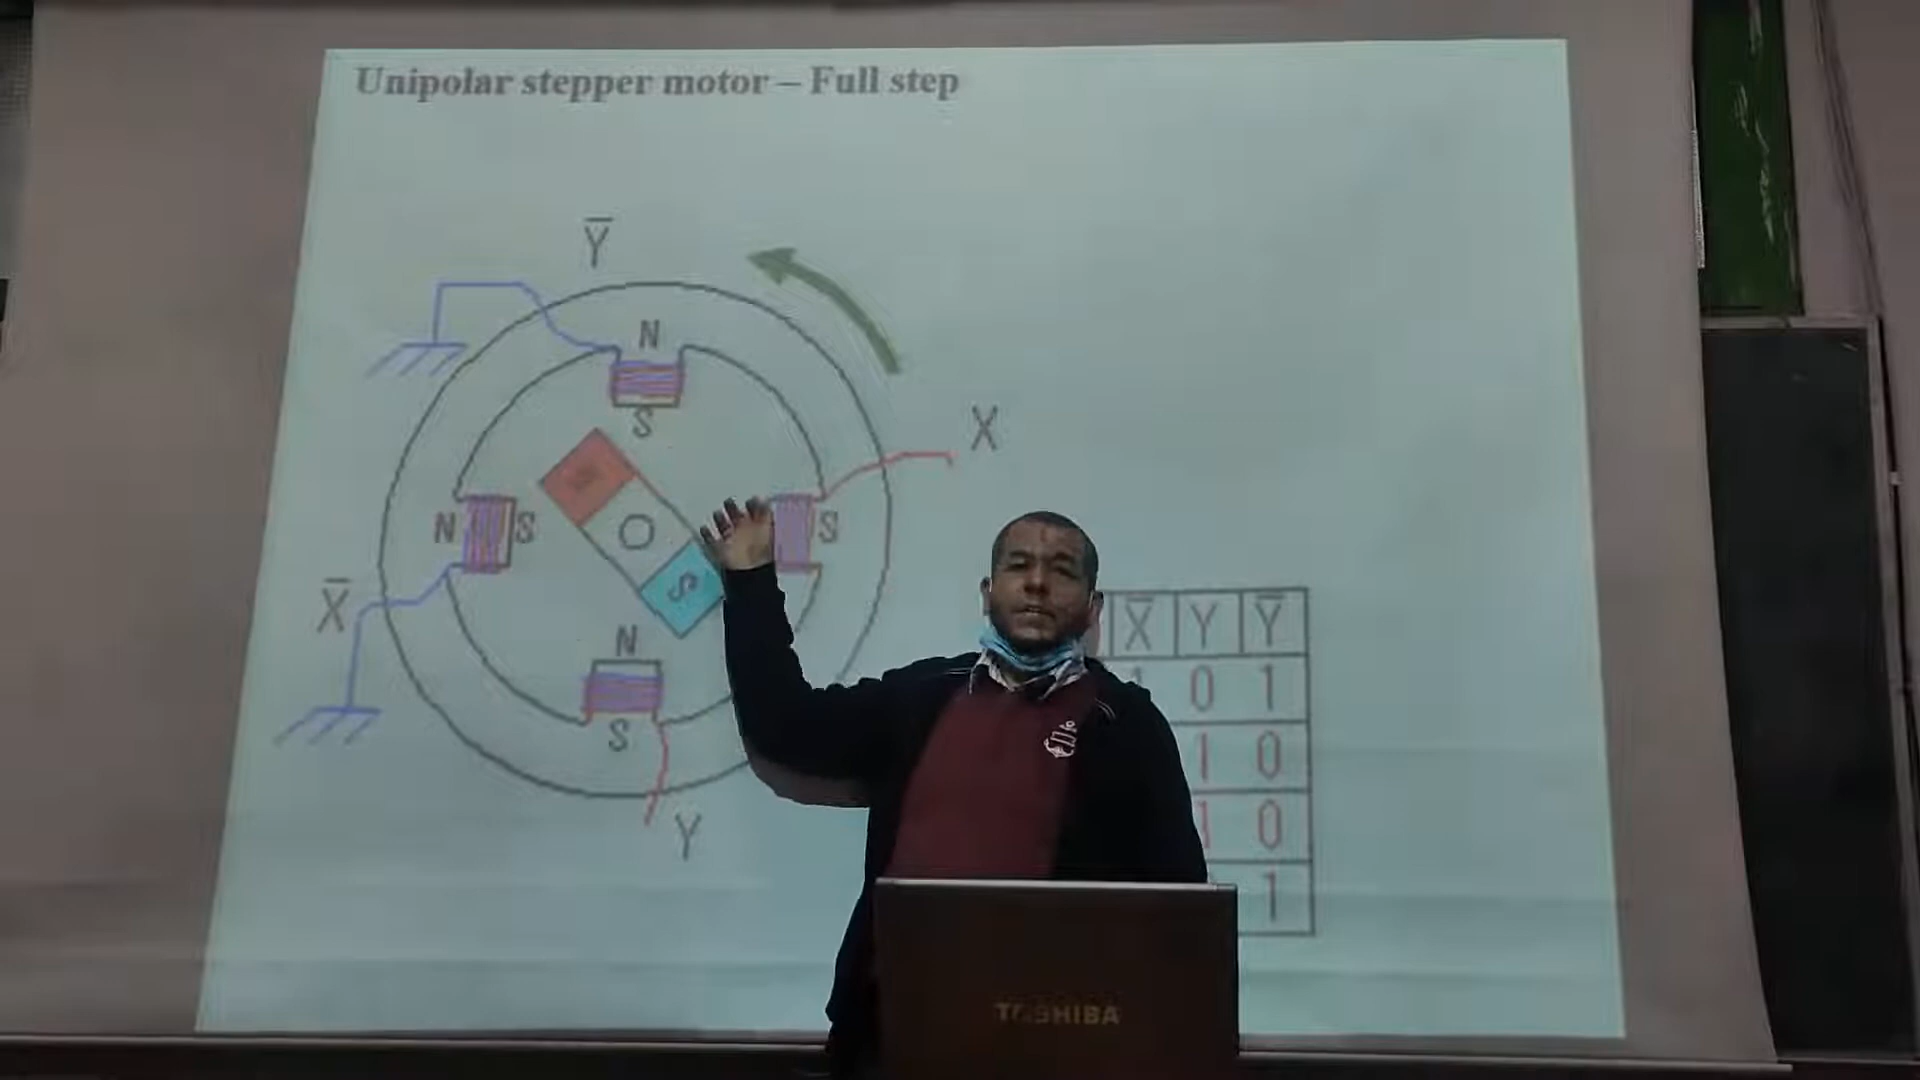 Unipolar stepper motor – Full step
Y̅
N
S
X
N S
S
X̅
S
N
S
Y
X̅ Y Y̅
0 1
1 0
1 0
1
TOSHIBA